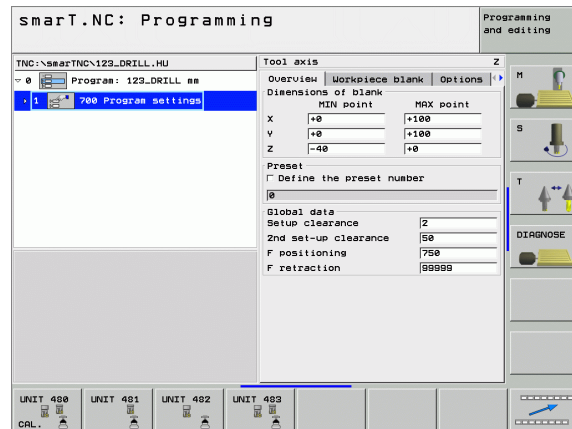 smarT.NC: Programming
Programming and editing
TNC:\smarTNC\123_DRILL.HU
0 Program: 123_DRILL mm
1 700 Program settings
Tool axis Z
Overview Workpiece blank Options
Dimensions of blank
MIN point MAX point
X +0 +100
Y +0 +100
Z -40 +0
Preset
Define the preset number
0
Global data
Setup clearance 2
2nd set-up clearance 50
F positioning 750
F retraction 99999
M
S
T
DIAGNOSE
UNIT 480 UNIT 481 UNIT 482 UNIT 483
CAL.